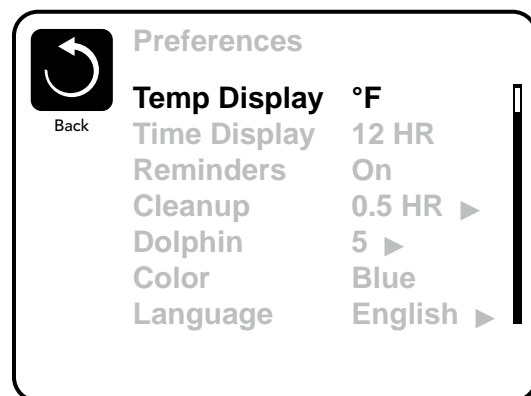 Preferences
Back
Temp Display °F
Time Display 12 HR
Reminders On
Cleanup 0.5 HR ▶
Dolphin 5 ▶
Color Blue
Language English ▶